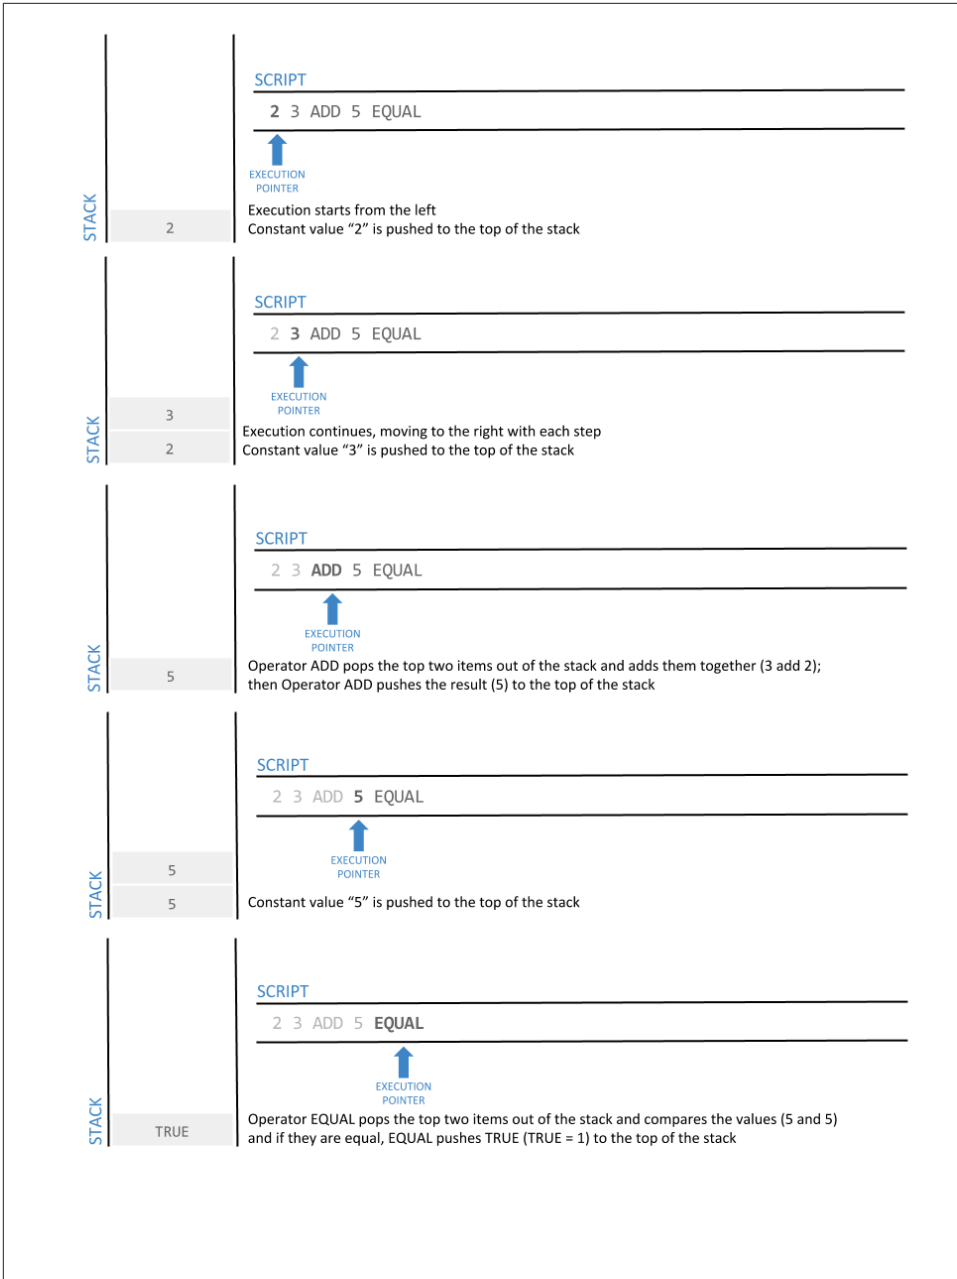 SCRIPT
2 3 ADD 5 EQUAL
EXECUTION
POINTER
STACK
2
Execution starts from the left
Constant value “2” is pushed to the top of the stack
SCRIPT
2 3 ADD 5 EQUAL
EXECUTION
POINTER
STACK
3
2
Execution continues, moving to the right with each step
Constant value “3” is pushed to the top of the stack
SCRIPT
2 3 ADD 5 EQUAL
EXECUTION
POINTER
STACK
5
Operator ADD pops the top two items out of the stack and adds them together (3 add 2);
then Operator ADD pushes the result (5) to the top of the stack
SCRIPT
2 3 ADD 5 EQUAL
EXECUTION
POINTER
STACK
5
5
Constant value “5” is pushed to the top of the stack
SCRIPT
2 3 ADD 5 EQUAL
EXECUTION
POINTER
STACK
TRUE
Operator EQUAL pops the top two items out of the stack and compares the values (5 and 5)
and if they are equal, EQUAL pushes TRUE (TRUE = 1) to the top of the stack